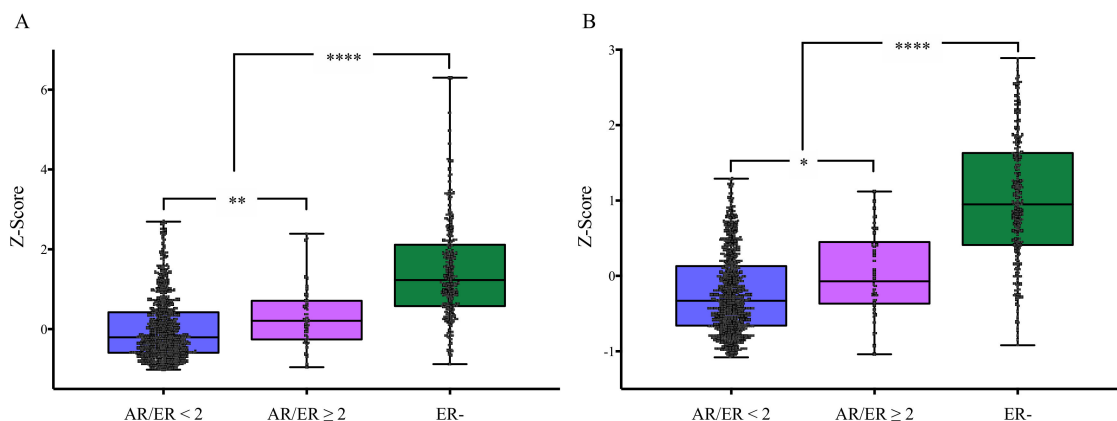 A
Z-Score
6
4
2
0
****
**
AR/ER < 2
AR/ER ≥ 2
ER-
B
Z-Score
3
2
1
-0
-1
****
*
AR/ER < 2
AR/ER ≥ 2
ER-